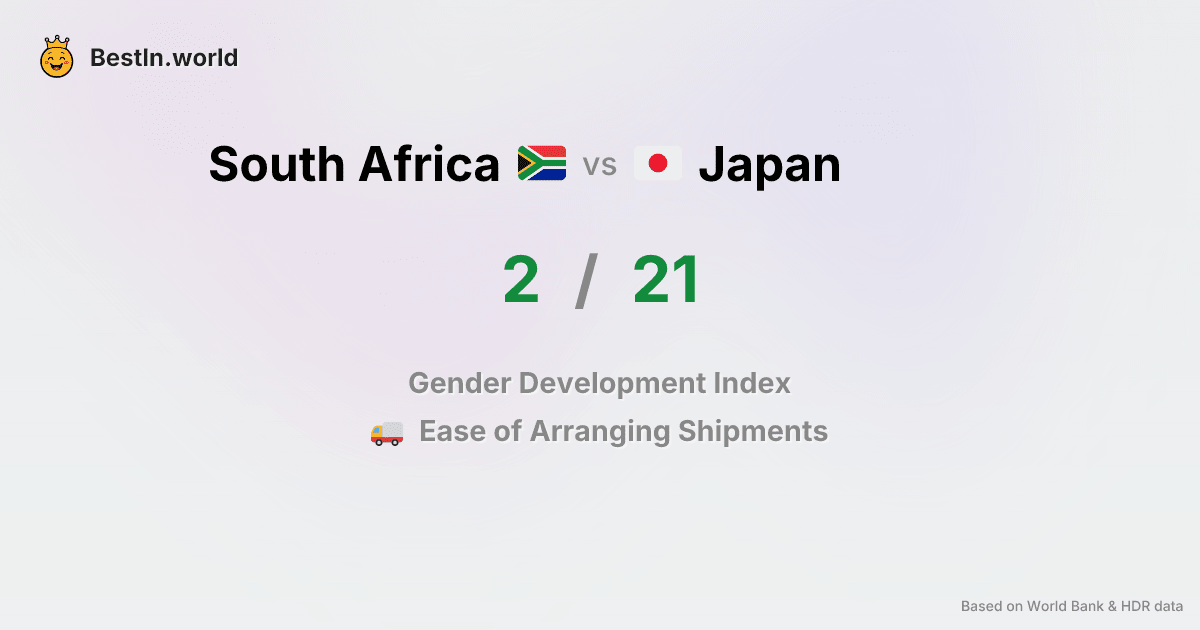 BestIn.world
South Africa vs Japan
2 / 21
Gender Development Index
Ease of Arranging Shipments
Based on World Bank & HDR data